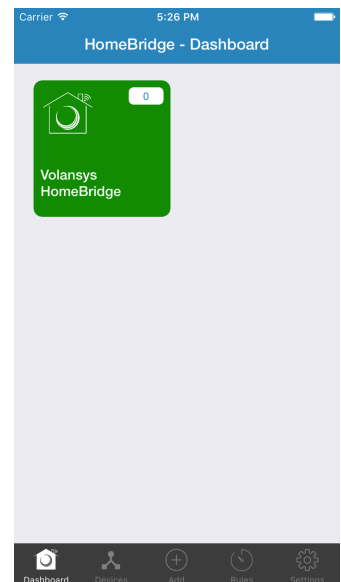 Carrier 5:26 PM
HomeBridge - Dashboard
0
Volansys
HomeBridge
Dashboard Devices Add Rules Settings